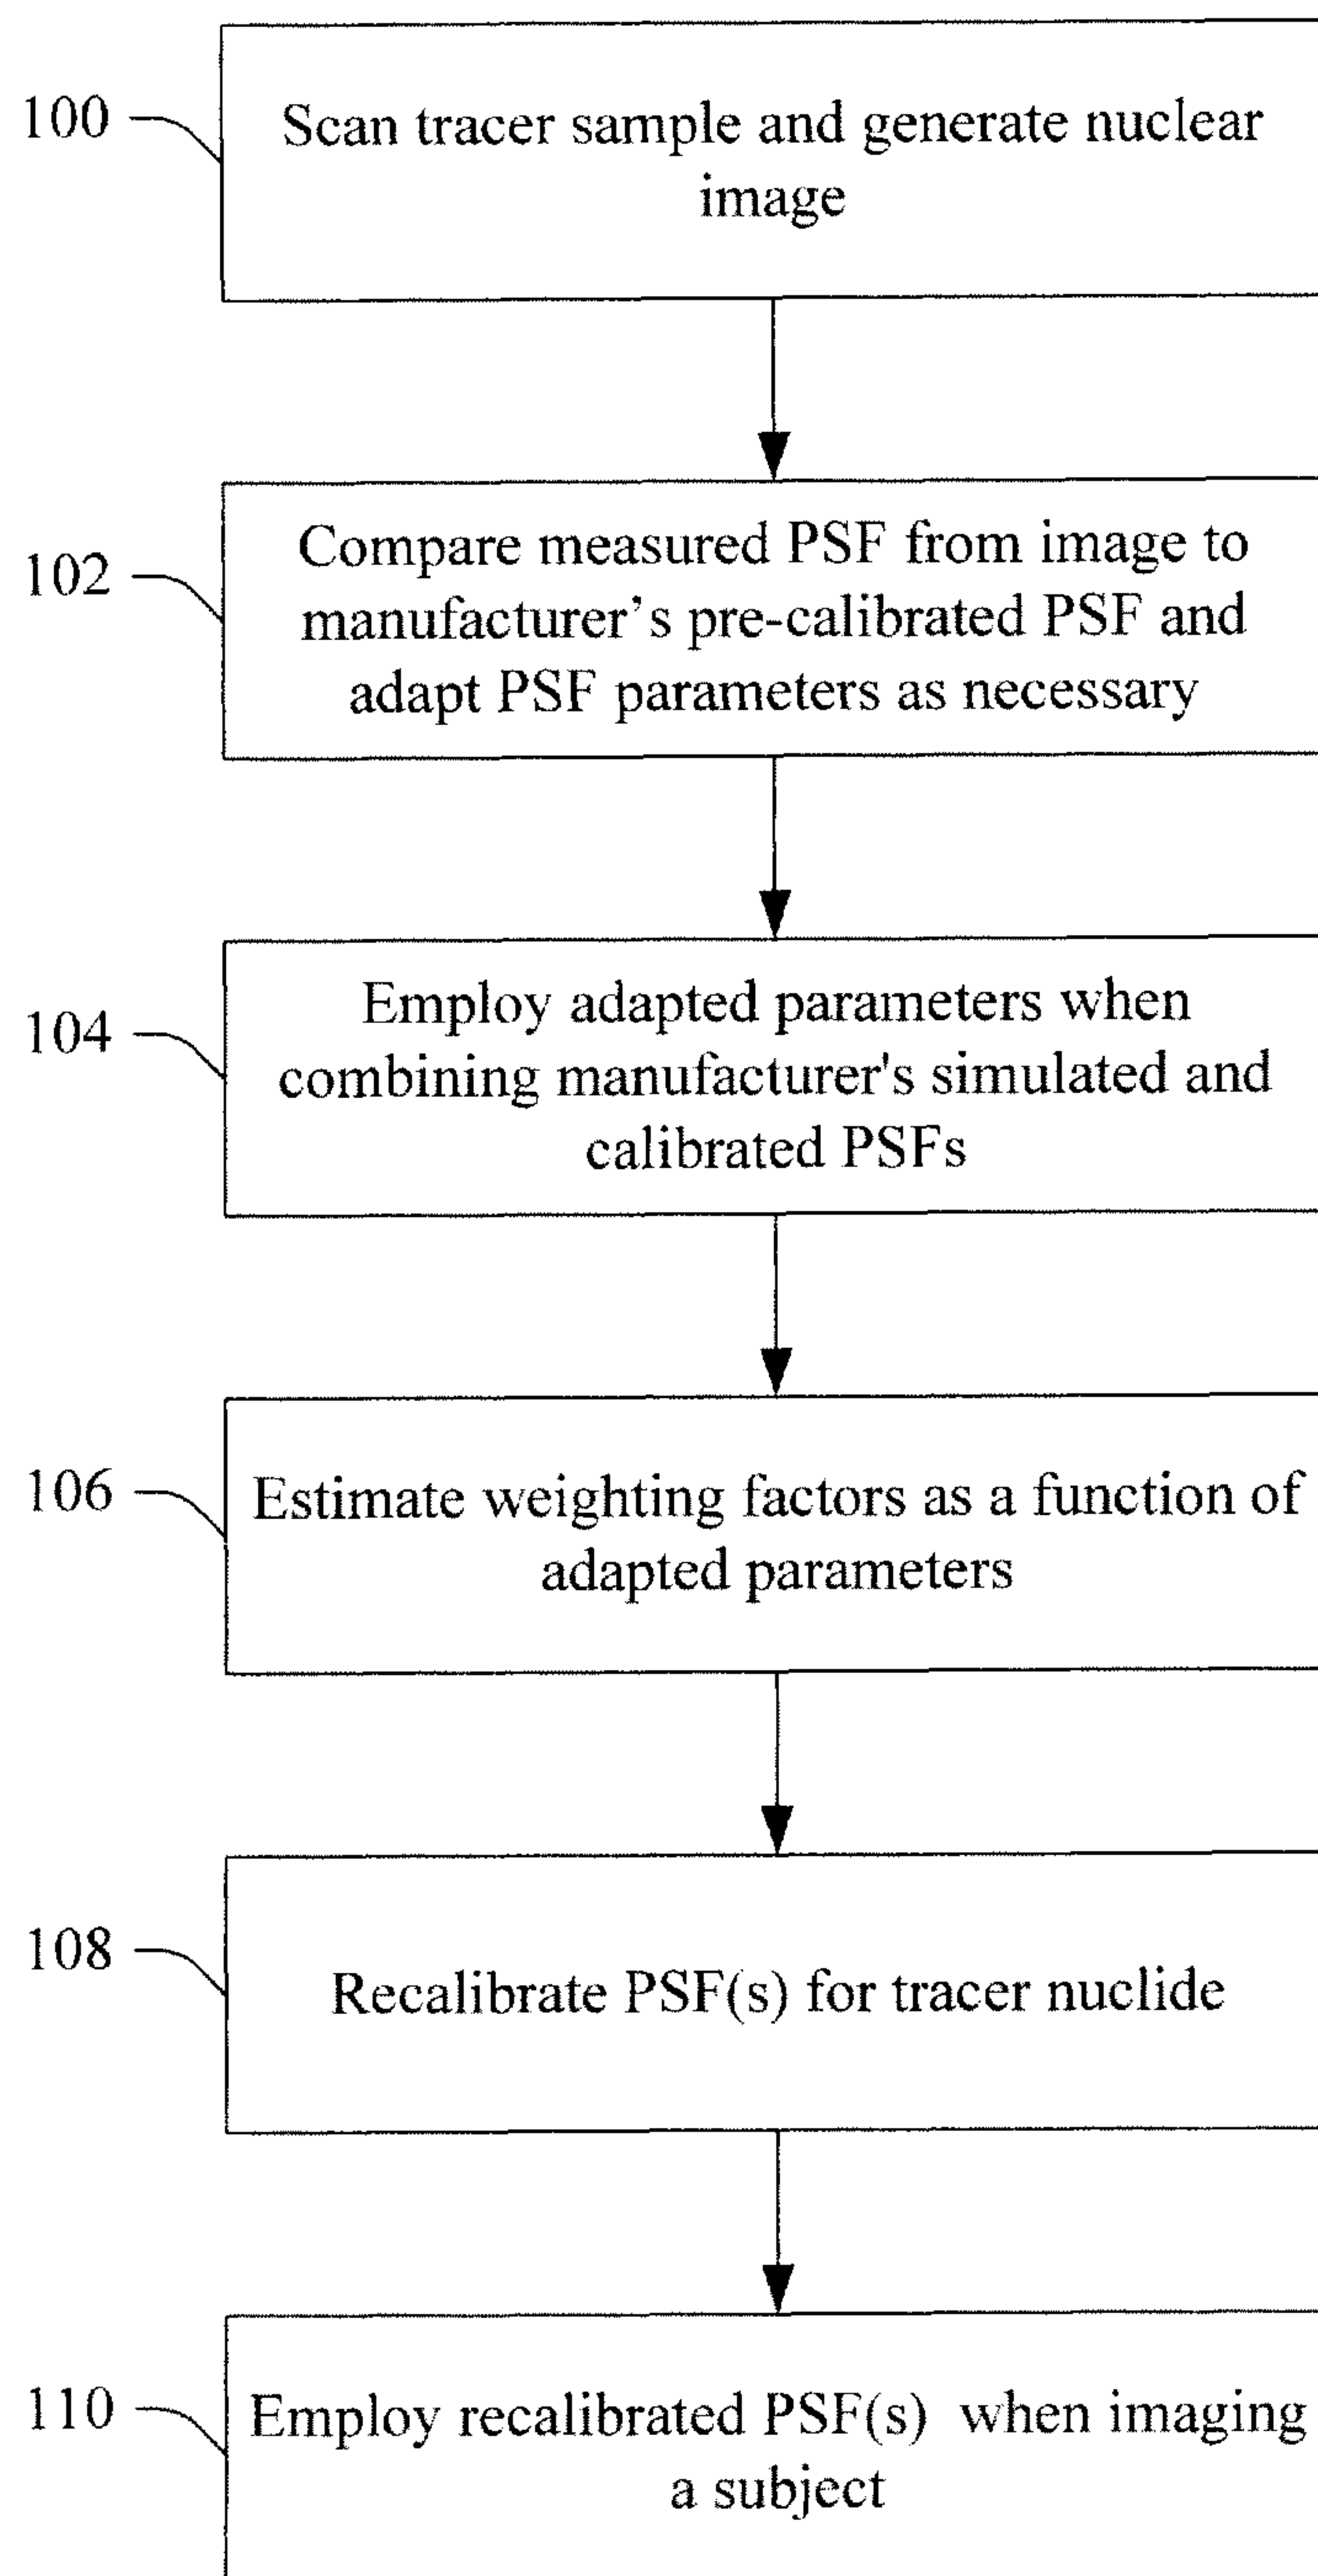 100
Scan tracer sample and generate nuclear
image
102
Compare measured PSF from image to
manufacturer's pre-calibrated PSF and
adapt PSF parameters as necessary
104
Employ adapted parameters when
combining manufacturer's simulated and
calibrated PSFs
106
Estimate weighting factors as a function of
adapted parameters
108
Recalibrate PSF(s) for tracer nuclide
110
Employ recalibrated PSF(s) when imaging
a subject